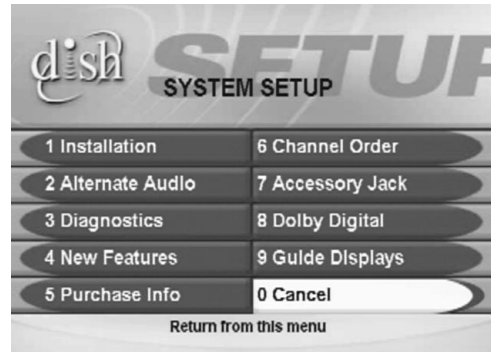 dish
SETUP
SYSTEM SETUP
1 Installation
2 Alternate Audio
3 Diagnostics
4 New Features
5 Purchase Info
6 Channel Order
7 Accessory Jack
8 Dolby Digital
9 Guide Displays
0 Cancel
Return from this menu